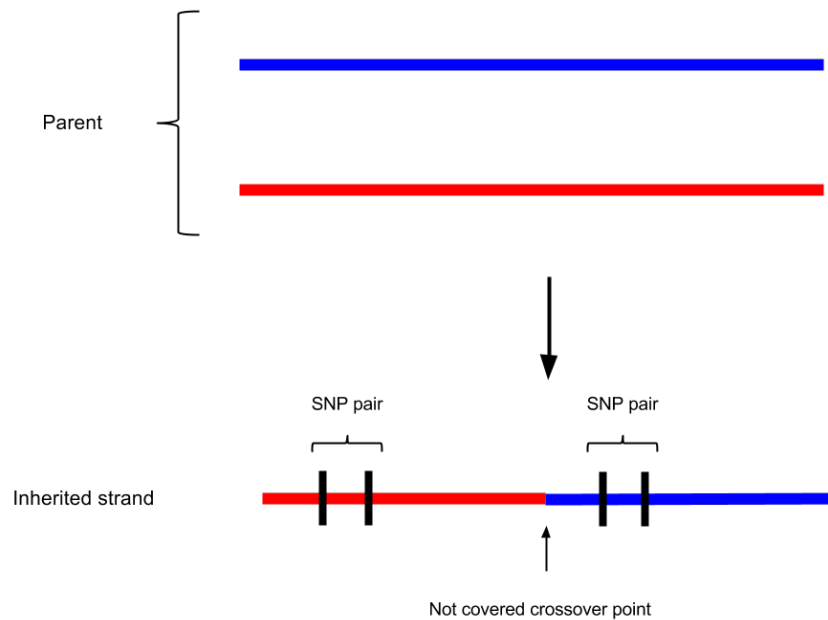 Parent
SNP pair
SNP pair
Inherited strand
Not covered crossover point